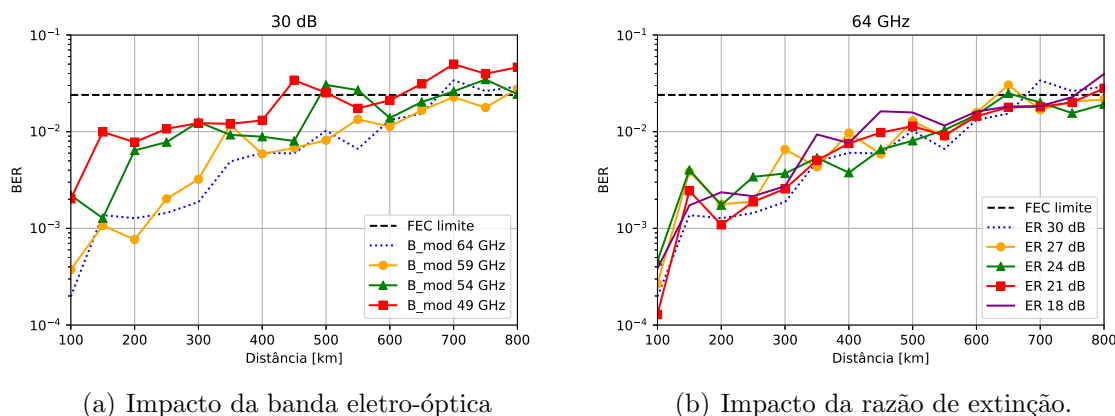 30 dB
10⁻¹
10⁻²
10⁻³
10⁻⁴
BER
FEC limite
B_mod 64 GHz
B_mod 59 GHz
B_mod 54 GHz
B_mod 49 GHz
100 200 300 400 500 600 700 800
Distância [km]
(a) Impacto da banda eletro-óptica
64 GHz
10⁻¹
10⁻²
10⁻³
10⁻⁴
BER
FEC limite
ER 30 dB
ER 27 dB
ER 24 dB
ER 21 dB
ER 18 dB
100 200 300 400 500 600 700 800
Distância [km]
(b) Impacto da razão de extinção.